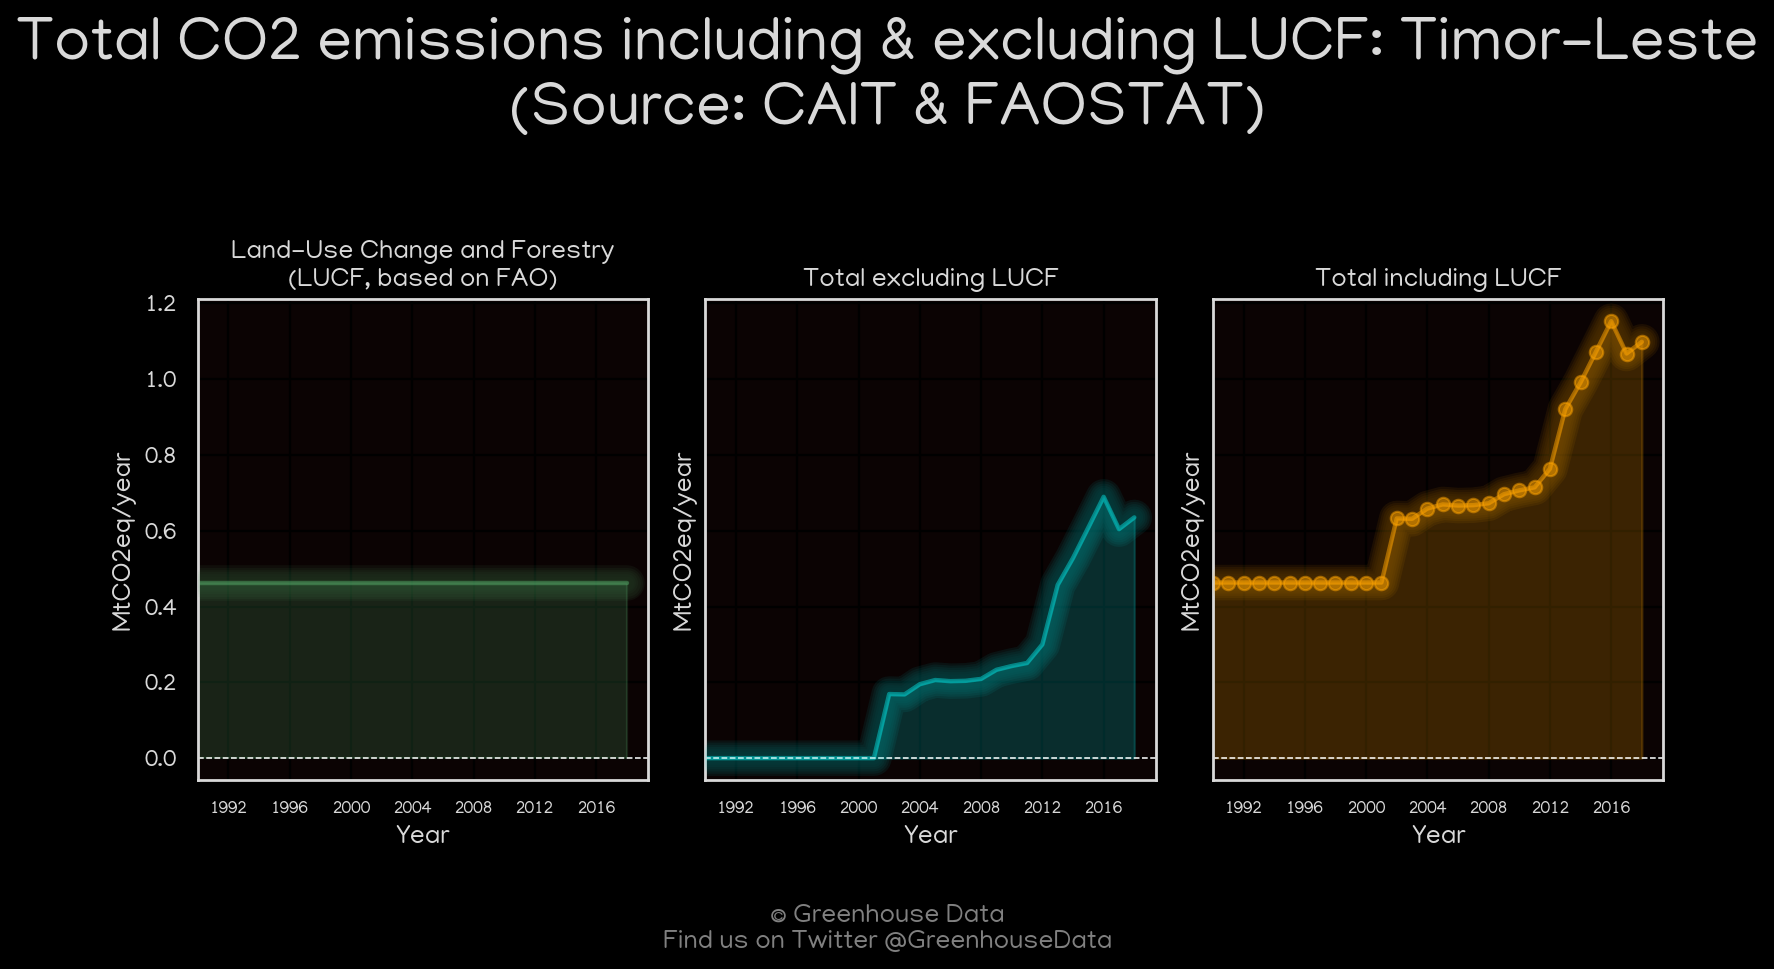 Total CO2 emissions including & excluding LUCF: Timor-Leste
(Source: CAIT & FAOSTAT)
Land-Use Change and Forestry
(LUCF, based on FAO)
MtCO2eq/year
1.2
1.0
0.8
0.6
0.4
0.2
0.0
1992 1996 2000 2004 2008 2012 2016
Year
Total excluding LUCF
MtCO2eq/year
1992 1996 2000 2004 2008 2012 2016
Year
Total including LUCF
MtCO2eq/year
1992 1996 2000 2004 2008 2012 2016
Year
© Greenhouse Data
Find us on Twitter @GreenhouseData